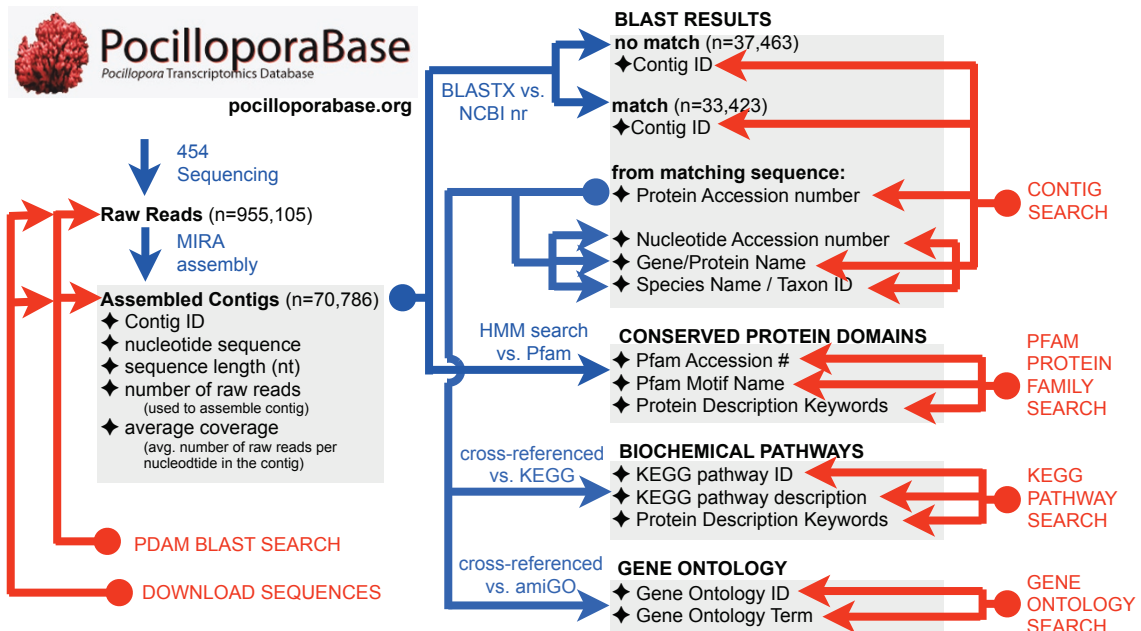 PocilloporaBase
Pocillopora Transcriptomics Database
pocilloporabase.org
454
Sequencing
Raw Reads (n=955,105)
MIRA
assembly
Assembled Contigs (n=70,786)
✦ Contig ID
✦ nucleotide sequence
✦ sequence length (nt)
✦ number of raw reads
(used to assemble contig)
✦ average coverage
(avg. number of raw reads per
nucleodtide in the contig)
PDAM BLAST SEARCH
DOWNLOAD SEQUENCES
BLASTX vs.
NCBI nr
BLAST RESULTS
no match (n=37,463)
✦Contig ID
match (n=33,423)
✦Contig ID
from matching sequence:
✦ Protein Accession number
✦ Nucleotide Accession number
✦ Gene/Protein Name
✦ Species Name / Taxon ID
CONTIG
SEARCH
HMM search
vs. Pfam
CONSERVED PROTEIN DOMAINS
✦ Pfam Accession #
✦ Pfam Motif Name
✦ Protein Description Keywords
PFAM
PROTEIN
FAMILY
SEARCH
cross-referenced
vs. KEGG
BIOCHEMICAL PATHWAYS
✦ KEGG pathway ID
✦ KEGG pathway description
✦ Protein Description Keywords
KEGG
PATHWAY
SEARCH
cross-referenced
vs. amiGO
GENE ONTOLOGY
✦ Gene Ontology ID
✦ Gene Ontology Term
GENE
ONTOLOGY
SEARCH